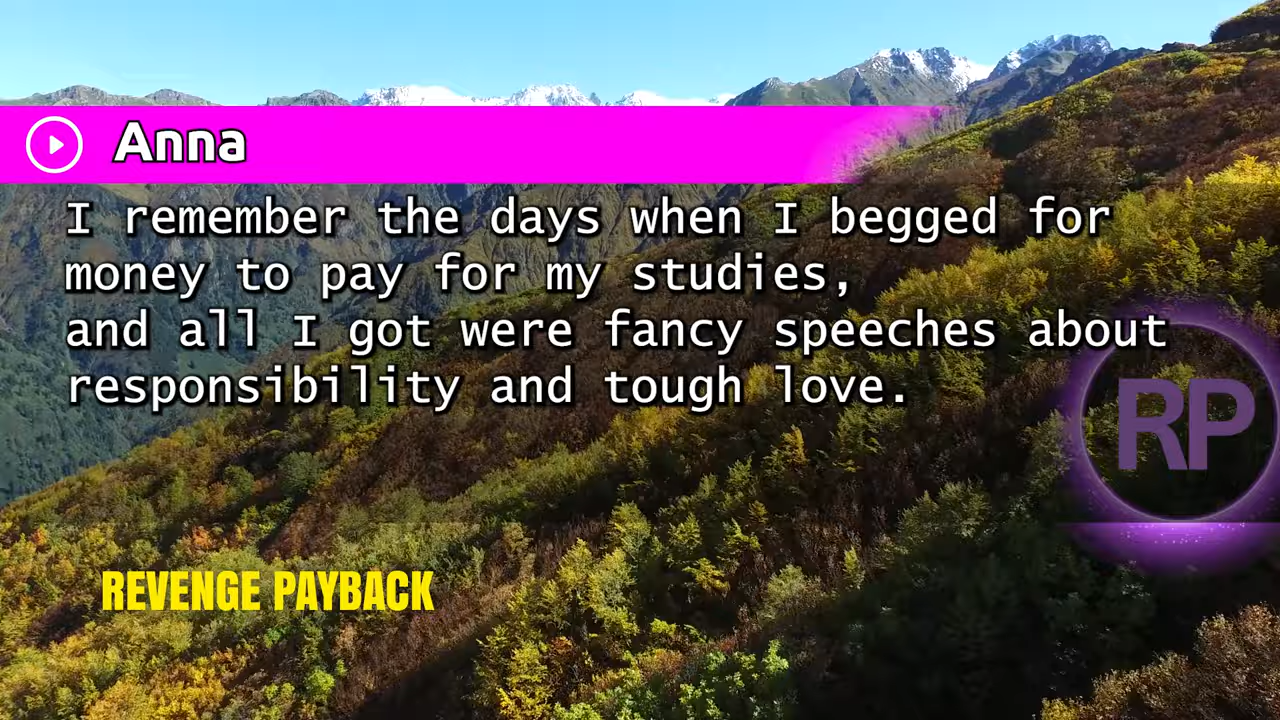 Anna
I remember the days when I begged for
money to pay for my studies,
and all I got were fancy speeches about
responsibility and tough love.
RP
REVENGE PAYBACK